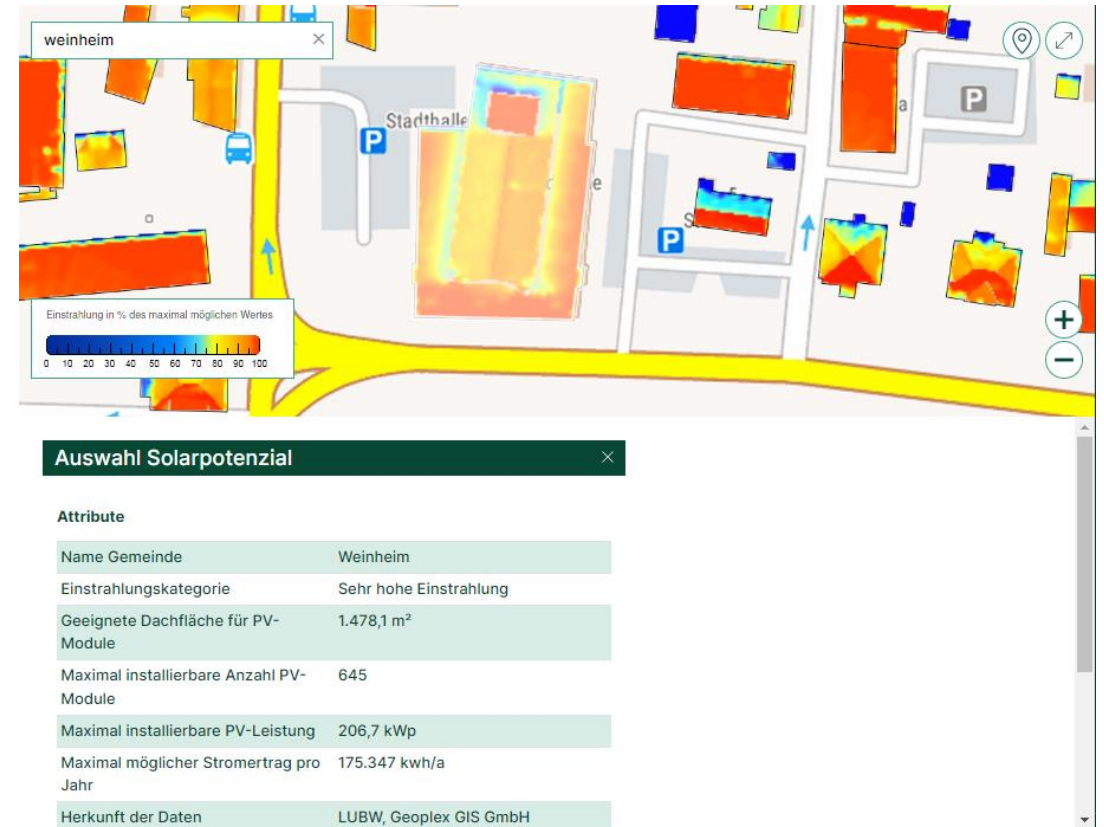 weinheim
Stadthalle
P
e
a
P
S
P
Einstrahlung in % des maximal möglichen Wertes
0 10 20 30 40 50 60 70 80 90 100
Auswahl Solarpotenzial
Attribute
Name Gemeinde Weinheim
Einstrahlungskategorie Sehr hohe Einstrahlung
Geeignete Dachfläche für PV- 1.478,1 m²
Module
Maximal installierbare Anzahl PV- 645
Module
Maximal installierbare PV-Leistung 206,7 kWp
Maximal möglicher Stromertrag pro 175.347 kwh/a
Jahr
Herkunft der Daten LUBW, Geoplex GIS GmbH